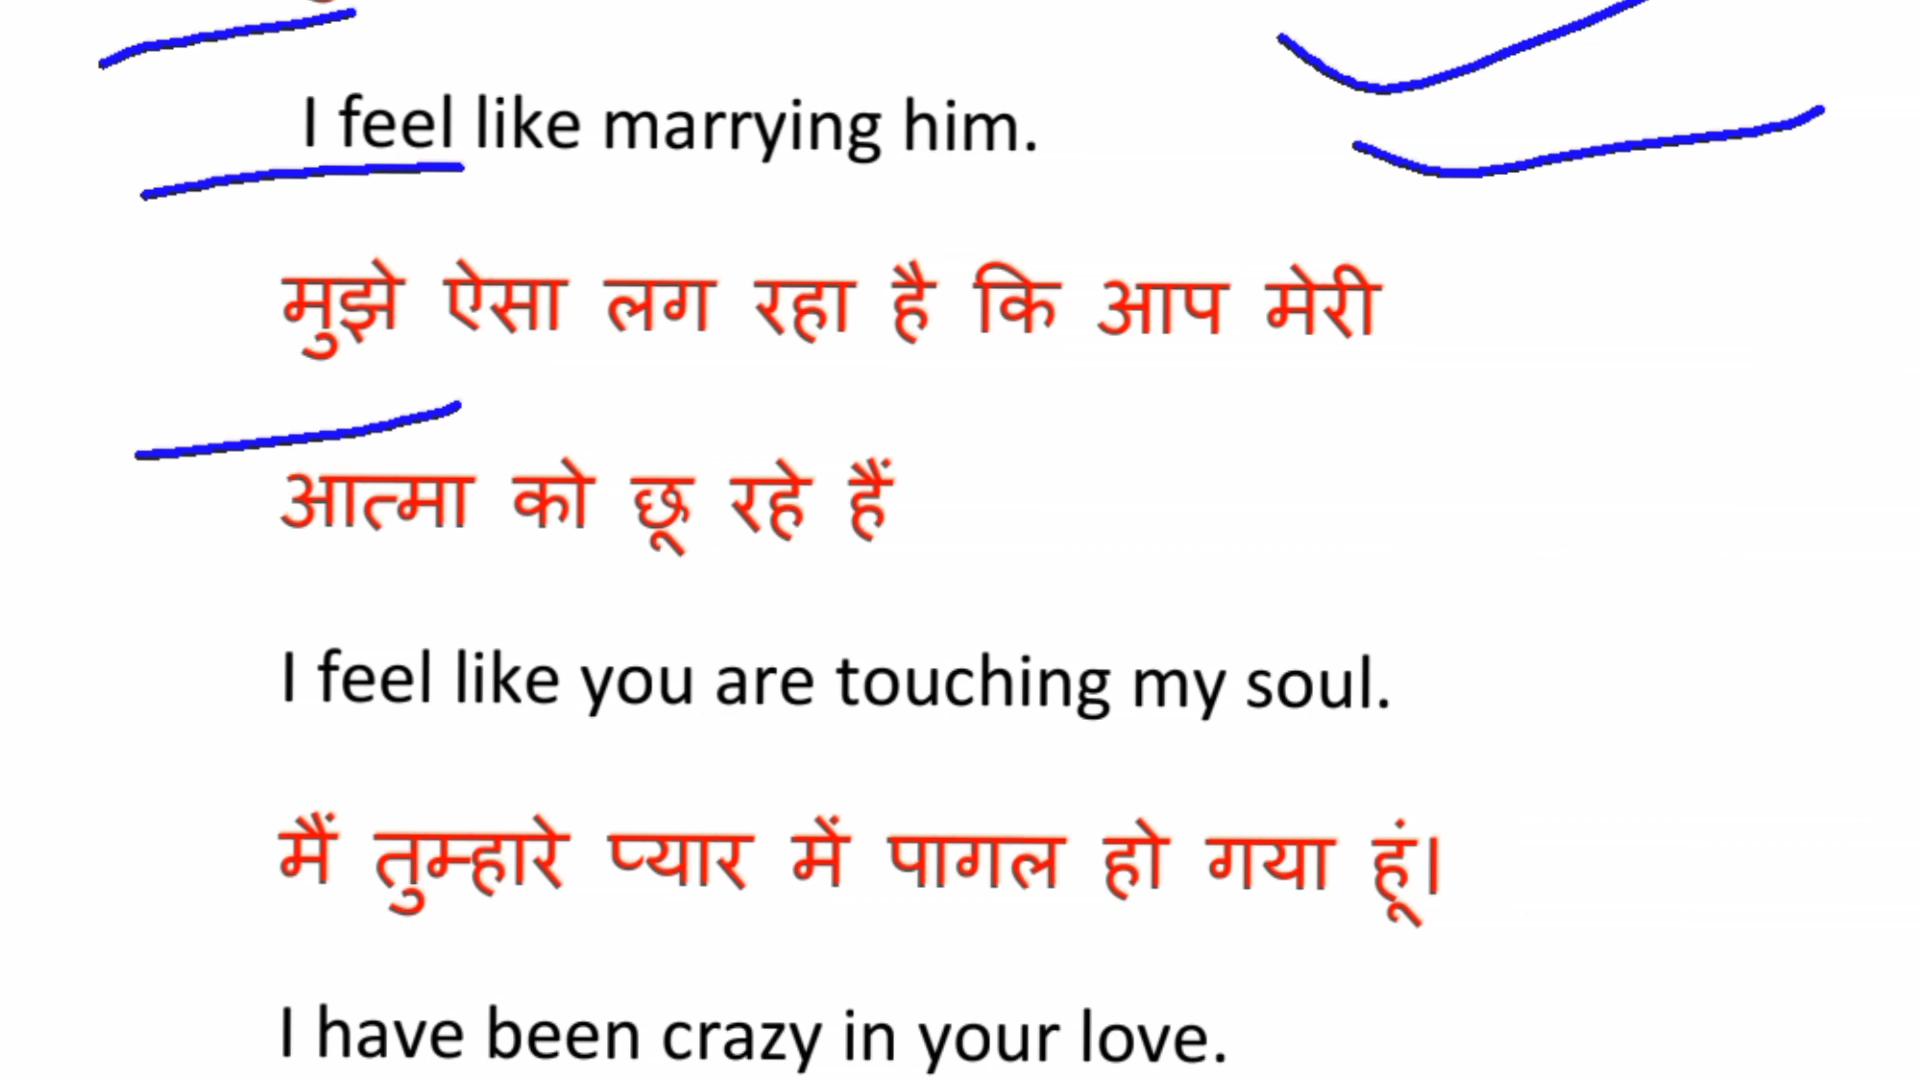 I feel like marrying him.
मुझे ऐसा लग रहा है कि आप मेरी
आत्मा को छू रहे हैं
I feel like you are touching my soul.
मैं तुम्हारे प्यार में पागल हो गया हूं।
I have been crazy in your love.